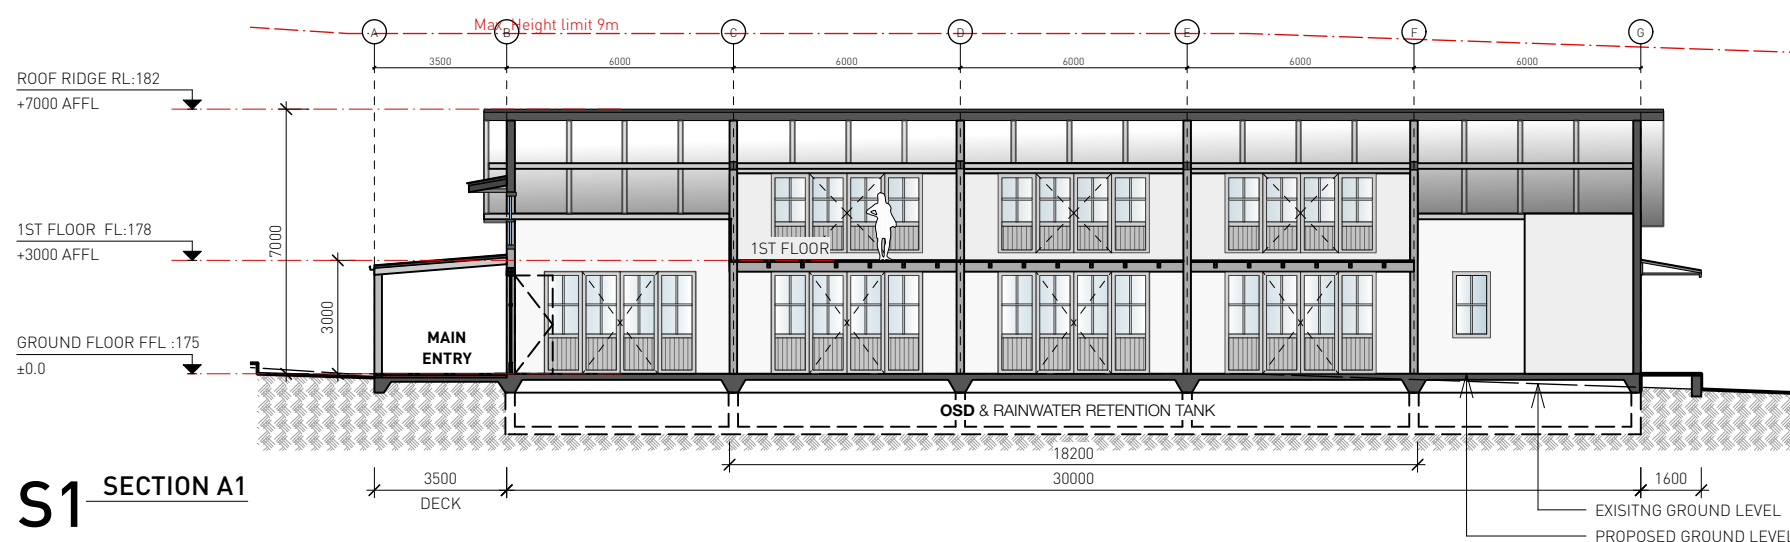 Max. Height limit 9m
A B C D E F G
3500 6000 6000 6000 6000 6000
ROOF RIDGE RL:182
+7000 AFFL
1ST FLOOR FL:178
+3000 AFFL
GROUND FLOOR FFL :175
±0.0
7000
3000
1ST FLOOR
MAIN
ENTRY
OSD & RAINWATER RETENTION TANK
18200
3500 30000 1600
DECK
S1 SECTION A1
EXISITNG GROUND LEVEL
PROPOSED GROUND LEVEL